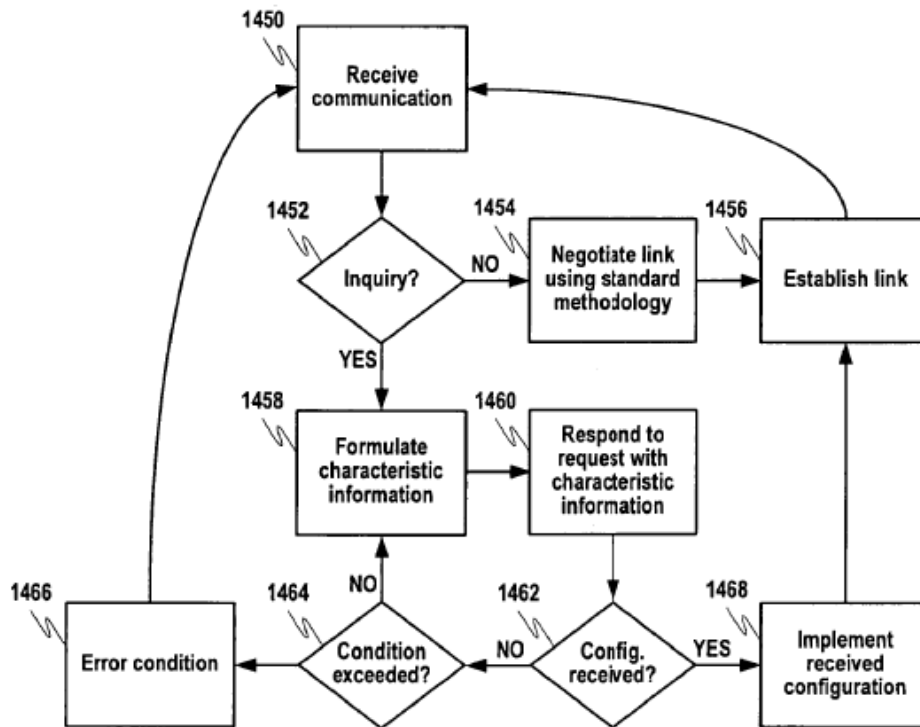 1450
Receive
communication
1452
Inquiry?
NO
YES
1454
Negotiate link
using standard
methodology
1456
Establish link
1458
Formulate
characteristic
information
1460
Respond to
request with
characteristic
information
1466
Error condition
1464
Condition
exceeded?
NO
1462
Config.
received?
NO
YES
1468
Implement
received
configuration